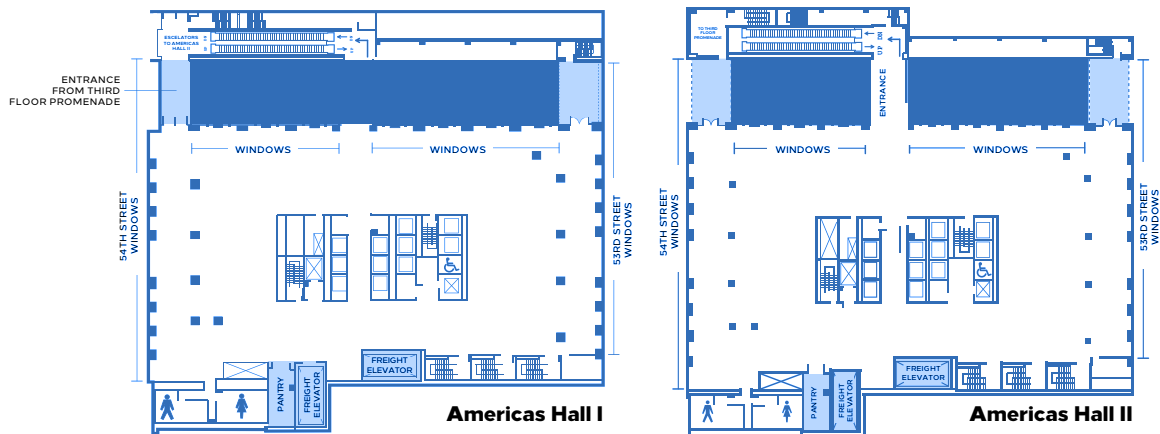 ESCELATORS
TO AMERICAS
HALL II
ENTRANCE
FROM THIRD
FLOOR PROMENADE
WINDOWS
WINDOWS
54TH STREET
WINDOWS
53RD STREET
WINDOWS
FREIGHT
ELEVATOR
PANTRY
FREIGHT
ELEVATOR
Americas Hall I
TO THIRD
FLOOR
PROMENADE
UP
DN
ENTRANCE
WINDOWS
WINDOWS
54TH STREET
WINDOWS
53RD STREET
WINDOWS
FREIGHT
ELEVATOR
PANTRY
FREIGHT
ELEVATOR
Americas Hall II